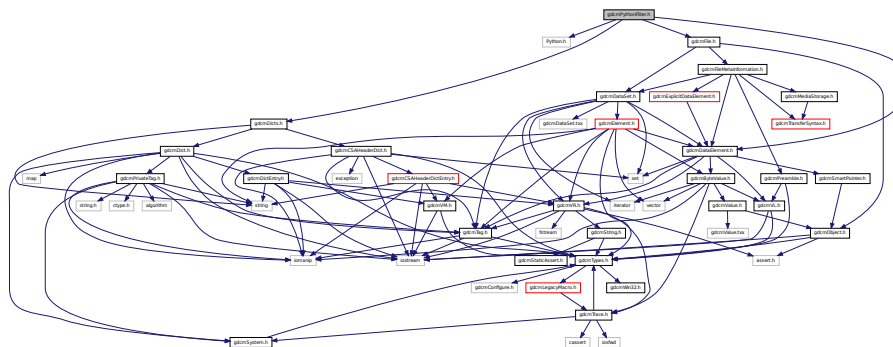 gdcmPythonFilter.h
Python.h
gdcmFile.h
gdcmFileMetaInformation.h
gdcmDataSet.h
gdcmExplicitDataElement.h
gdcmMediaStorage.h
gdcmDicts.h
gdcmDataSet.txx
gdcmElement.h
gdcmTransferSyntax.h
gdcmDict.h
gdcmCSAHeaderDict.h
gdcmDataElement.h
map
gdcmPrivateTag.h
gdcmDictEntry.h
exception
gdcmCSAHeaderDictEntry.h
set
gdcmByteValue.h
gdcmPreamble.h
gdcmSmartPointer.h
string.h
ctype.h
algorithm
string
gdcmVM.h
gdcmVR.h
iterator
vector
gdcmValue.h
gdcmVL.h
gdcmTag.h
fstream
gdcmString.h
gdcmValue.txx
gdcmObject.h
iomanip
iostream
gdcmStaticAssert.h
gdcmTypes.h
assert.h
gdcmConfigure.h
gdcmLegacyMacro.h
gdcmWin32.h
gdcmTrace.h
gdcmSystem.h
cassert
iosfwd